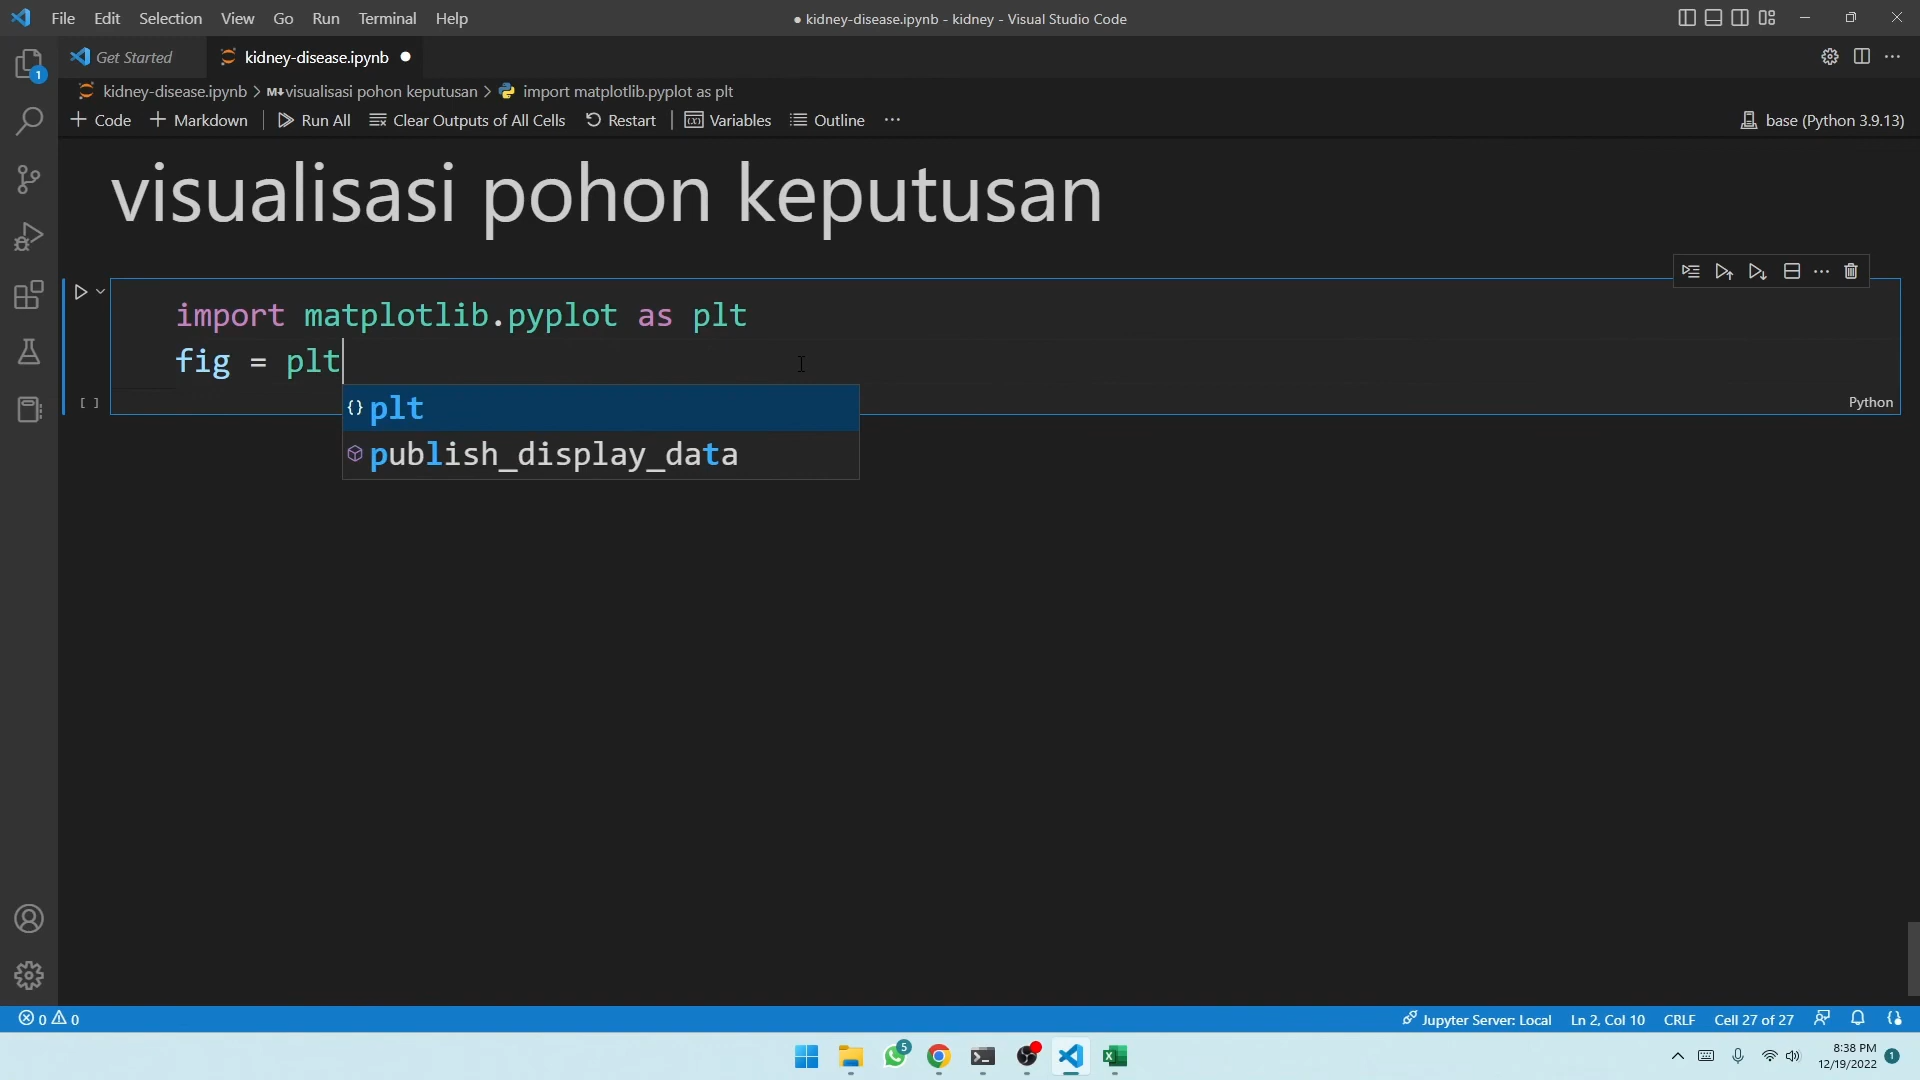 File Edit Selection View Go Run Terminal Help
● kidney-disease.ipynb - kidney - Visual Studio Code
Get Started
kidney-disease.ipynb ●
kidney-disease.ipynb > M↓visualisasi pohon keputusan > import matplotlib.pyplot as plt
+ Code + Markdown Run All Clear Outputs of All Cells Restart Variables Outline ...
base (Python 3.9.13)
1
visualisasi pohon keputusan
import matplotlib.pyplot as plt
fig = plt
[ ]
Python
{} plt
publish_display_data
0 0
Jupyter Server: Local Ln 2, Col 10 CRLF Cell 27 of 27
5
8:38 PM
12/19/2022
1